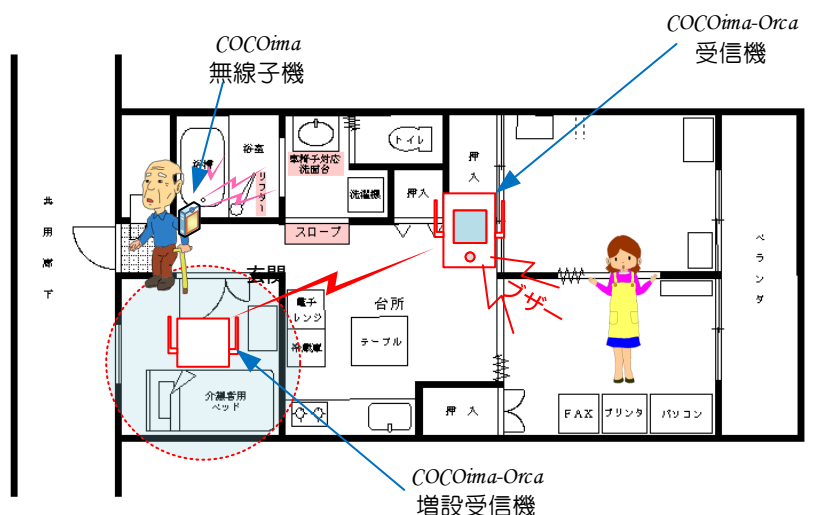 COCOima
無線子機
COCOima-Orca
受信機
浴槽
浴室
リフター
車椅子対応
洗面台
洗濯機
トイレ
押入
押入
スロープ
共用廊下
玄関
電子
レンジ
冷蔵庫
台所
テーブル
ブザー
ベランダ
介護者用
ベッド
押入
FAX
プリンタ
パソコン
COCOima-Orca
増設受信機